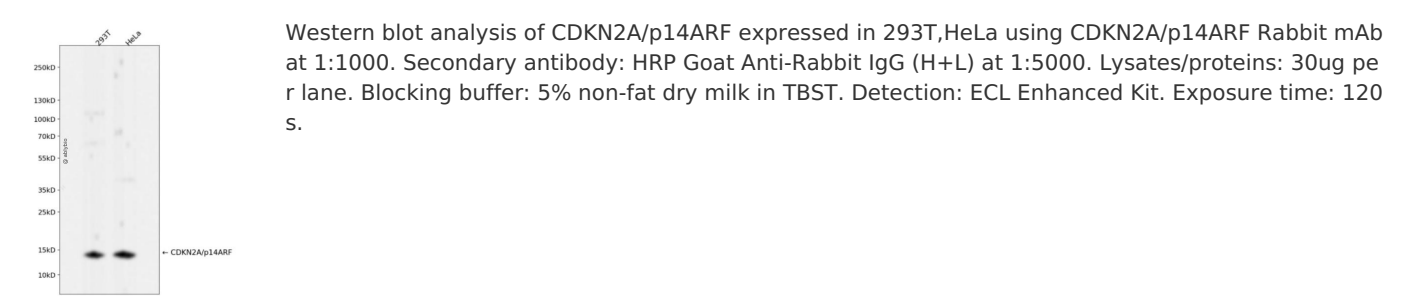 293T HeLa
250kD
130kD
100kD
70kD
55kD
35kD
25kD
15kD
10kD
@ ablybio
← CDKN2A/p14ARF
Western blot analysis of CDKN2A/p14ARF expressed in 293T,HeLa using CDKN2A/p14ARF Rabbit mAb
at 1:1000. Secondary antibody: HRP Goat Anti-Rabbit IgG (H+L) at 1:5000. Lysates/proteins: 30ug pe
r lane. Blocking buffer: 5% non-fat dry milk in TBST. Detection: ECL Enhanced Kit. Exposure time: 120
s.